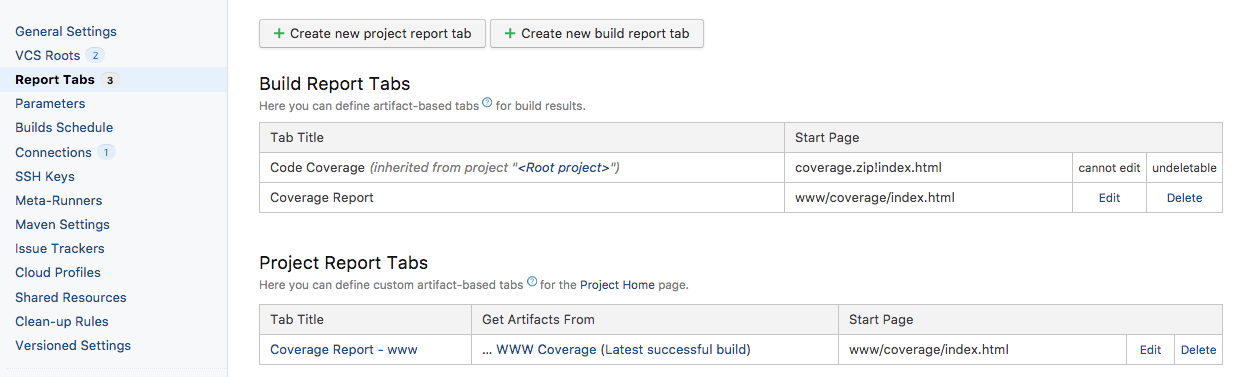 General Settings
VCS Roots 2
Report Tabs 3
Parameters
Builds Schedule
Connections 1
SSH Keys
Meta-Runners
Maven Settings
Issue Trackers
Cloud Profiles
Shared Resources
Clean-up Rules
Versioned Settings
+ Create new project report tab + Create new build report tab
Build Report Tabs
Here you can define artifact-based tabs ? for build results.
Tab Title Start Page
Code Coverage (inherited from project "<Root project>") coverage.zip!index.html cannot edit undeletable
Coverage Report www/coverage/index.html Edit Delete
Project Report Tabs
Here you can define custom artifact-based tabs ? for the Project Home page.
Tab Title Get Artifacts From Start Page
Coverage Report - www ... WWW Coverage (Latest successful build) www/coverage/index.html Edit Delete